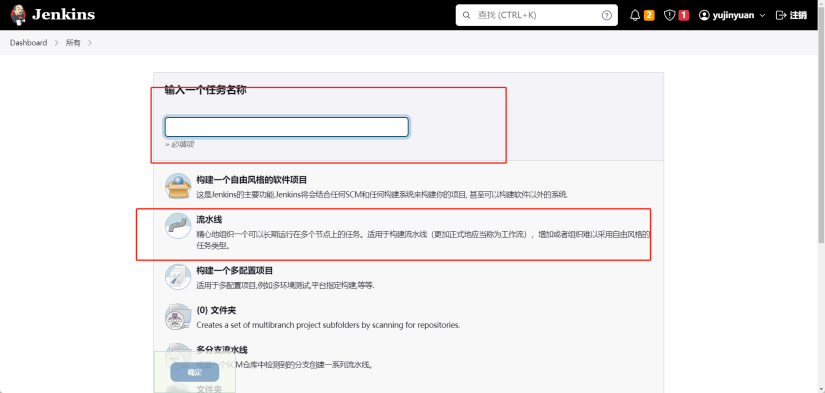 Jenkins
查找 (CTRL+K)
2
1
yujinyuan
注销
Dashboard
所有
输入一个任务名称
» 必填项
构建一个自由风格的软件项目
这是Jenkins的主要功能.Jenkins将会结合任何SCM和任何构建系统来构建你的项目, 甚至可以构建软件以外的系统.
流水线
精心地组织一个可以长期运行在多个节点上的任务。适用于构建流水线（更加正式地应当称为工作流），增加或者组织难以采用自由风格的
任务类型。
构建一个多配置项目
适用于多配置项目,例如多环境测试,平台指定构建,等等.
{0} 文件夹
Creates a set of multibranch project subfolders by scanning for repositories.
多分支流水线
个SCM仓库中检测到的分支创建一系列流水线。
确定
文件夹